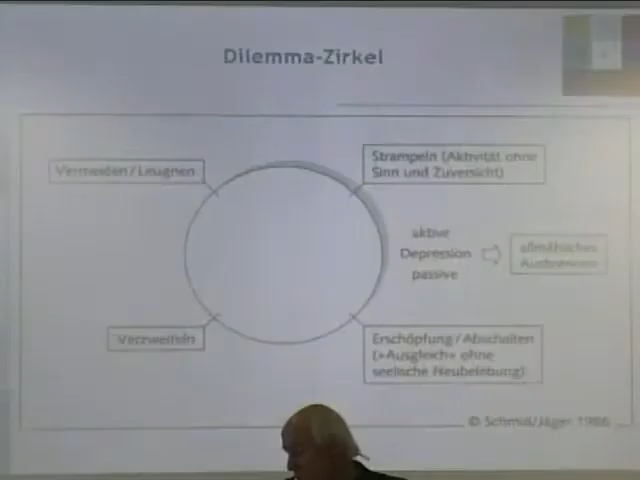 Dilemma-Zirkel
Vermeiden / Leugnen
Strampeln (Aktivität ohne
Sinn und Zuversicht)
aktive
Depression
passive
allmähliches
Ausbrennen
Verzweifeln
Erschöpfung / Abschalten
(»Ausgleich« ohne
seelische Neubelebung)
© Schmid/Jäger 1986